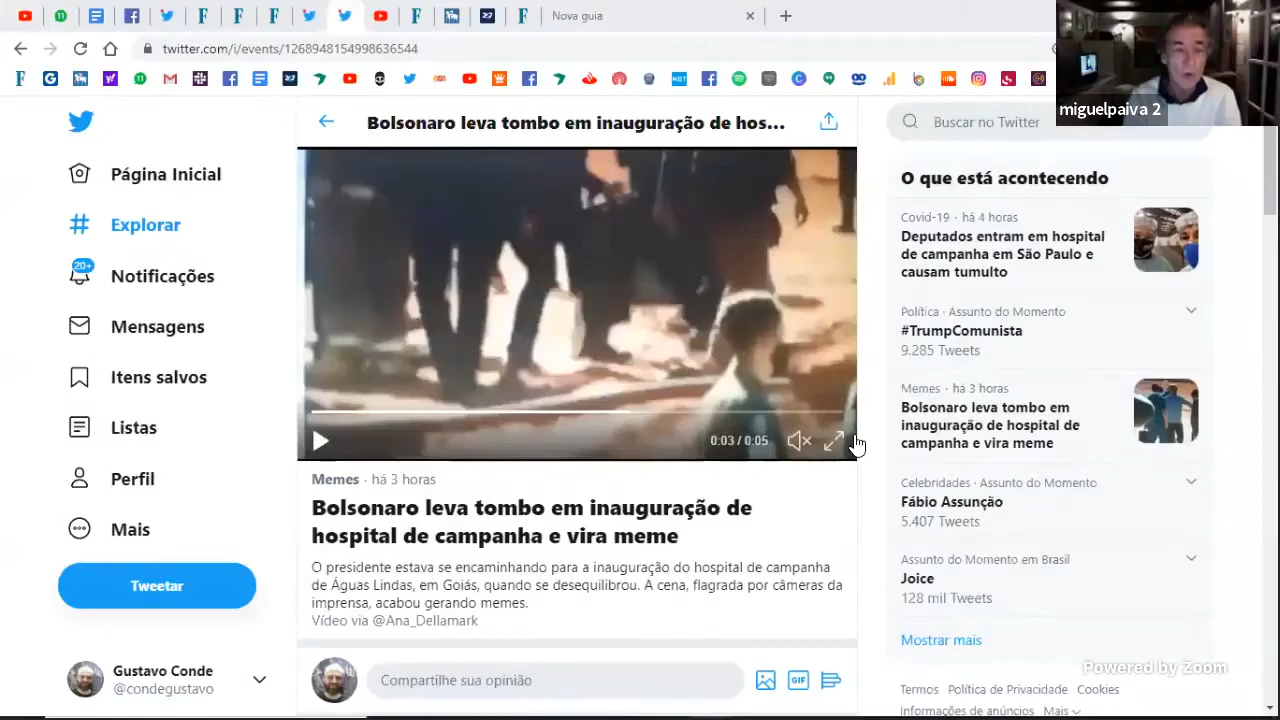 Nova guia
twitter.com/i/events/1268948154998636544
miguelpaiva 2
Bolsonaro leva tombo em inauguração de hos...
Página Inicial
Explorar
20+
Notificações
Mensagens
Itens salvos
Listas
Perfil
Mais
Tweetar
Gustavo Conde
@condegustavo
0:03 / 0:05
Memes · há 3 horas
Bolsonaro leva tombo em inauguração de
hospital de campanha e vira meme
O presidente estava se encaminhando para a inauguração do hospital de campanha
de Águas Lindas, em Goiás, quando se desequilibrou. A cena, flagrada por câmeras da
imprensa, acabou gerando memes.
Vídeo via @Ana_Dellamark
Compartilhe sua opinião
GIF
Buscar no Twitter
O que está acontecendo
Covid-19 · há 4 horas
Deputados entram em hospital
de campanha em São Paulo e
causam tumulto
Política · Assunto do Momento
#TrumpComunista
9.285 Tweets
Memes · há 3 horas
Bolsonaro leva tombo em
inauguração de hospital de
campanha e vira meme
Celebridades · Assunto do Momento
Fábio Assunção
5.407 Tweets
Assunto do Momento em Brasil
Joice
128 mil Tweets
Mostrar mais
Powered by Zoom
Termos Política de Privacidade Cookies
Informações de anúncios Mais